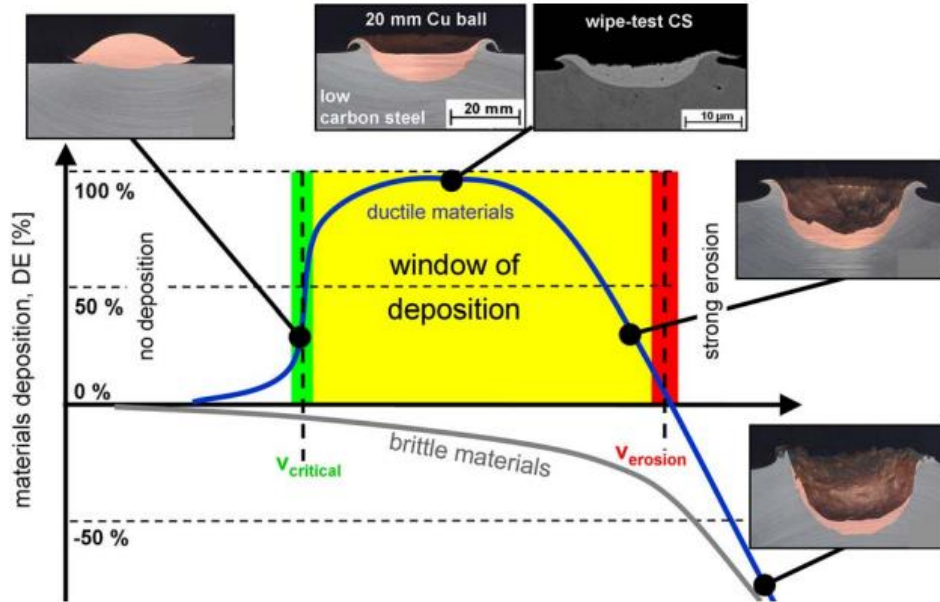 20 mm Cu ball
wipe-test CS
low
carbon steel
20 mm
10 µm
materials deposition, DE [%]
100 %
50 %
0 %
-50 %
no deposition
ductile materials
window of
deposition
strong erosion
brittle materials
vcritical
verosion